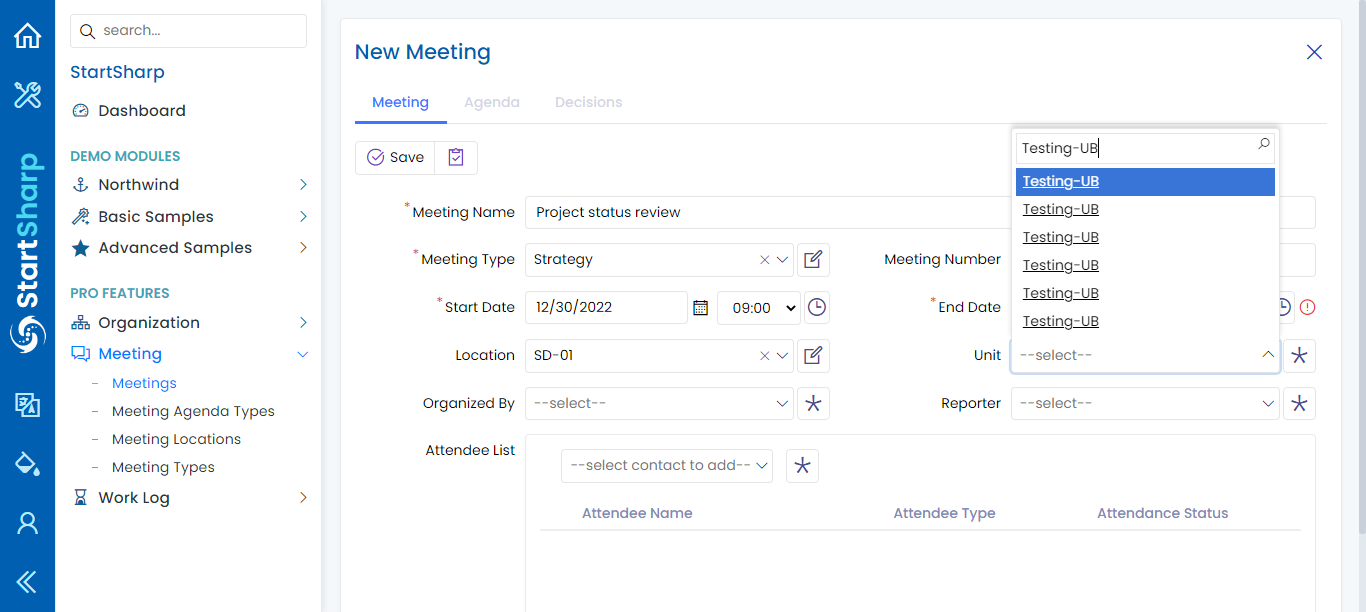 search...
StartSharp
Dashboard
DEMO MODULES
Northwind
Basic Samples
Advanced Samples
PRO FEATURES
Organization
Meeting
Meetings
Meeting Agenda Types
Meeting Locations
Meeting Types
Work Log
StartSharp
New Meeting
Meeting Agenda Decisions
Save
* Meeting Name Project status review
* Meeting Type Strategy
Meeting Number
* Start Date 12/30/2022 09:00
* End Date
Location SD-01
Unit --select--
Testing-UB
Testing-UB
Testing-UB
Testing-UB
Testing-UB
Testing-UB
Testing-UB
Organized By --select--
Reporter --select--
Attendee List
--select contact to add--
Attendee Name Attendee Type Attendance Status